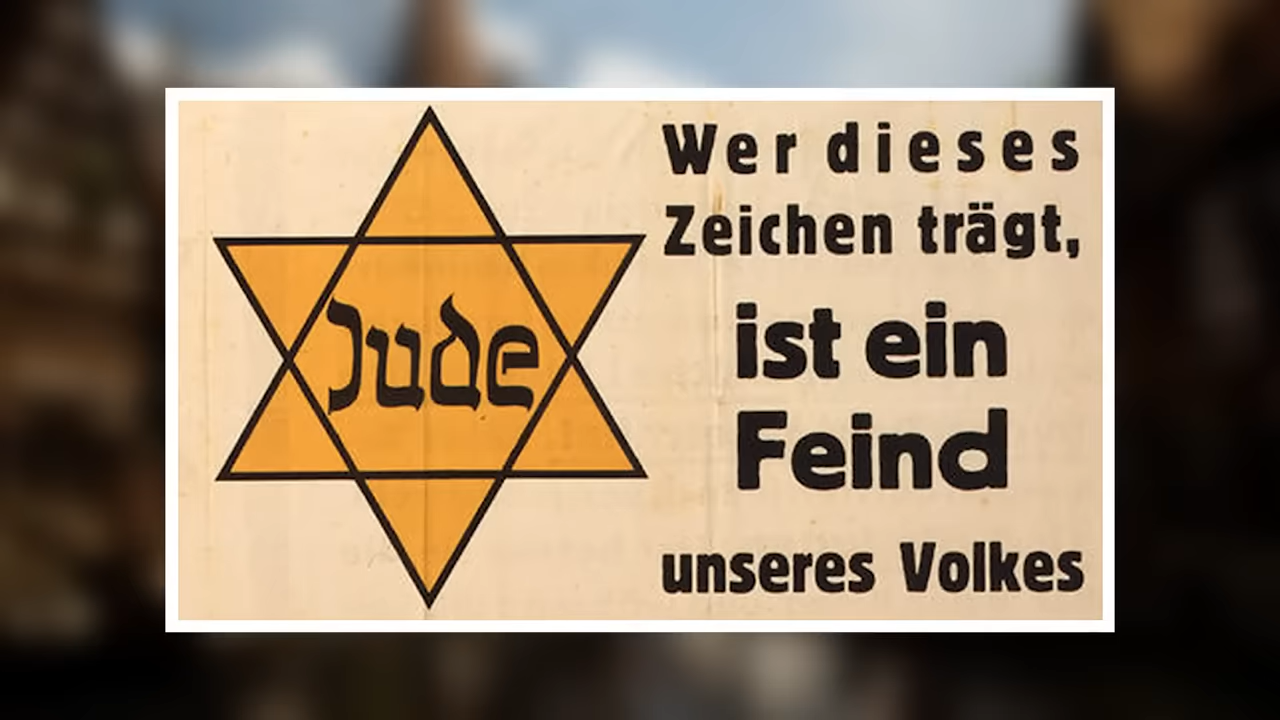 Jude
Wer dieses
Zeichen trägt,
ist ein
Feind
unseres Volkes